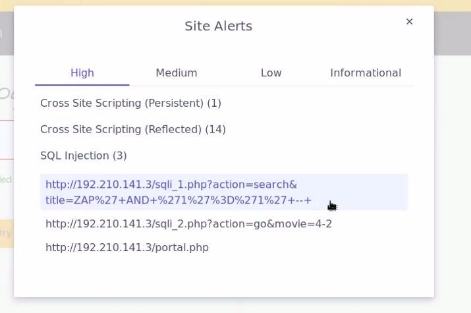 Site Alerts
×
High Medium Low Informational
Cross Site Scripting (Persistent) (1)
Cross Site Scripting (Reflected) (14)
SQL Injection (3)
http://192.210.141.3/sqli_1.php?action=search&
title=ZAP%27+AND+%271%27%3D%271%27+--+
http://192.210.141.3/sqli_2.php?action=go&movie=4-2
http://192.210.141.3/portal.php